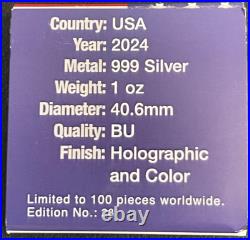 Country: USA
Year: 2024
Metal: 999 Silver
Weight: 1 oz
Diameter: 40.6mm
Quality: BU
Finish: Holographic
and Color
Limited to 100 pieces worldwide.
Edition No.: